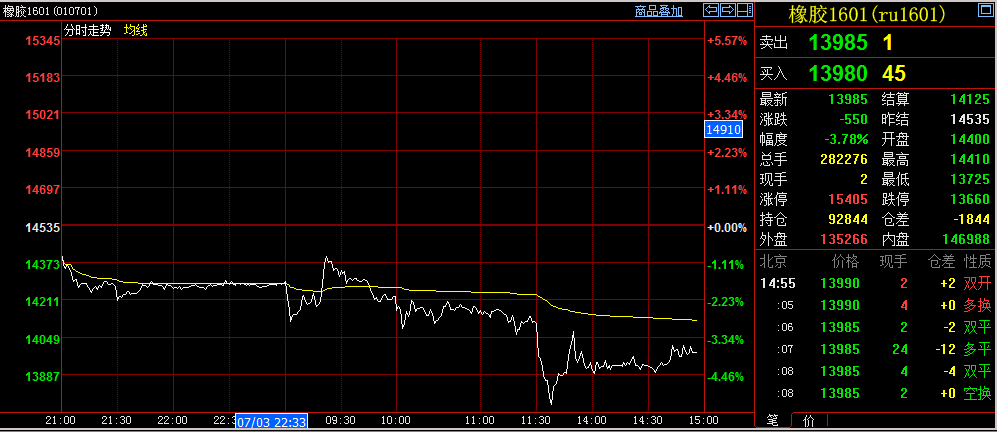 橡胶1601 (010701) 商品叠加
分时走势 均线
15345 +5.57%
15183 +4.46%
15021 +3.34%
14910
14859 +2.23%
14697 +1.11%
14535 +0.00%
14373 -1.11%
14211 -2.23%
14049 -3.34%
13887 -4.46%
21:00 21:30 22:00 22:3 07/03 22:33 09:30 10:00 11:00 11:30 14:00 14:30 15:00
橡胶1601(ru1601)
卖出 13985 1
买入 13980 45
最新 13985 结算 14125
涨跌 -550 昨结 14535
幅度 -3.78% 开盘 14400
总手 282276 最高 14410
现手 2 最低 13725
涨停 15405 跌停 13660
持仓 92844 仓差 -1844
外盘 135266 内盘 146988
北京 价格 现手 仓差 性质
14:55 13990 2 +2 双开
:05 13990 4 +0 多换
:06 13985 2 -2 双平
:07 13985 24 -12 多平
:08 13985 4 -4 双平
:08 13985 2 +0 空换
笔 价